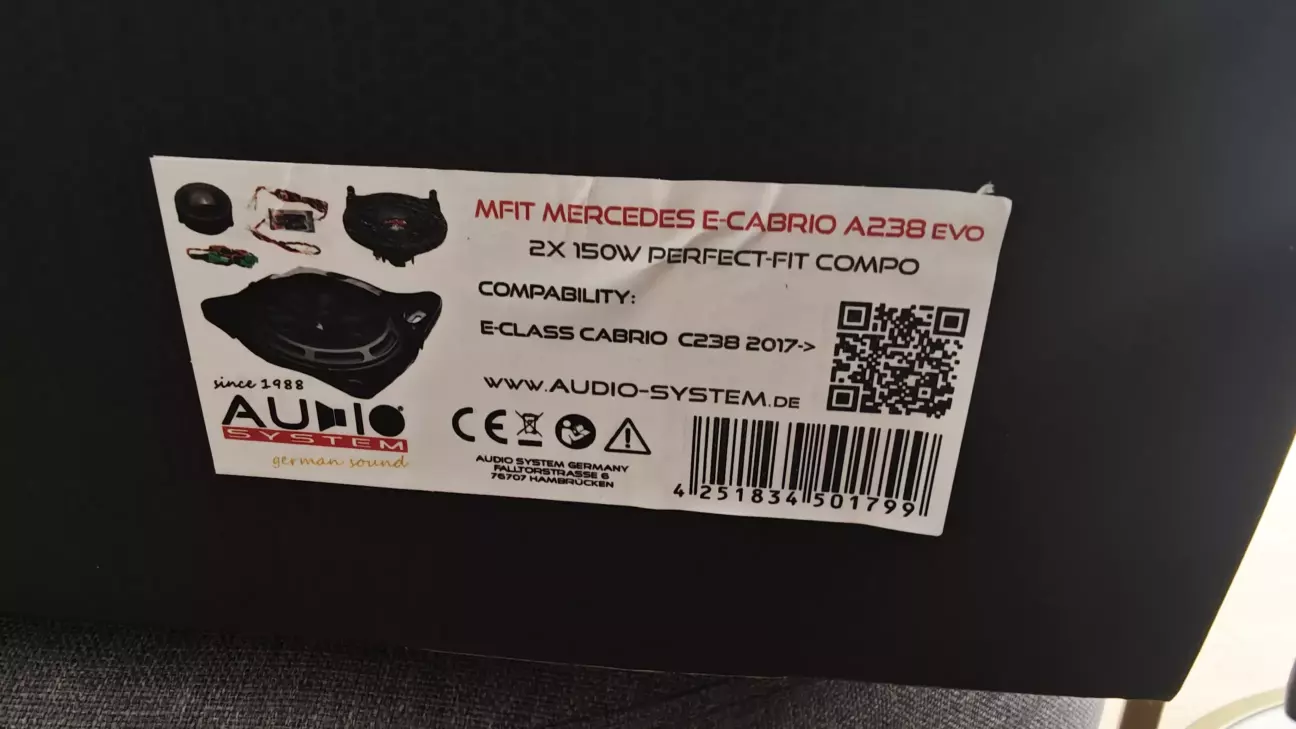 MFIT MERCEDES E-CABRIO A238 EVO
2X 150W PERFECT-FIT COMPO
COMPABILITY:
E-CLASS CABRIO C238 2017->
WWW.AUDIO-SYSTEM.DE
since 1988
AUDIO
SYSTEM
german sound
CE
AUDIO SYSTEM GERMANY
FALLTORSTRASSE 6
76707 HAMBRÜCKEN
4 251834 501799